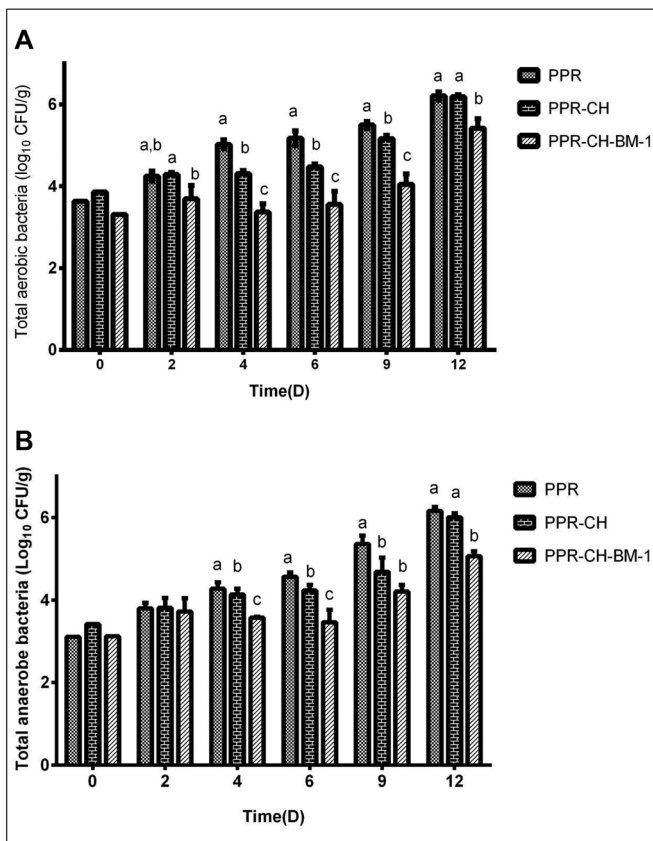 A
Total aerobic bacteria (log10 CFU/g)
6
4
2
0
a,b a b
a b c
a b c
a b c
a a b
0 2 4 6 9 12
Time(D)
PPR
PPR-CH
PPR-CH-BM-1
B
Total anaerobe bacteria (Log10 CFU/g)
6
4
2
0
a b c
a b c
a b b
a a b
0 2 4 6 9 12
Time(D)
PPR
PPR-CH
PPR-CH-BM-1